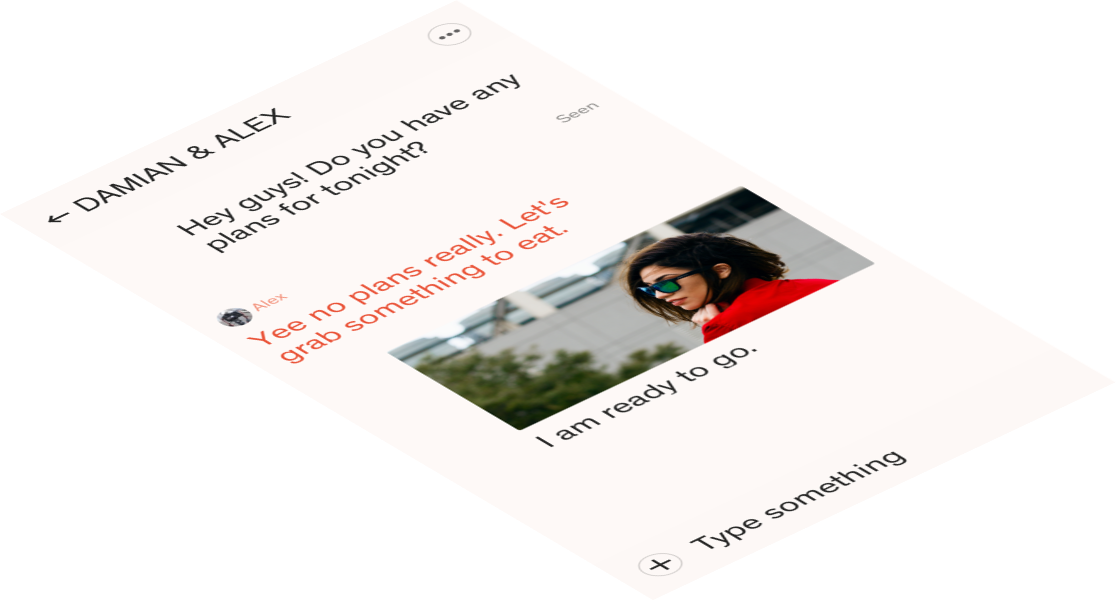 ← DAMIAN & ALEX
Hey guys! Do you have any
plans for tonight?
Seen
Alex
Yee no plans really. Let's
grab something to eat.
I am ready to go.
Type something